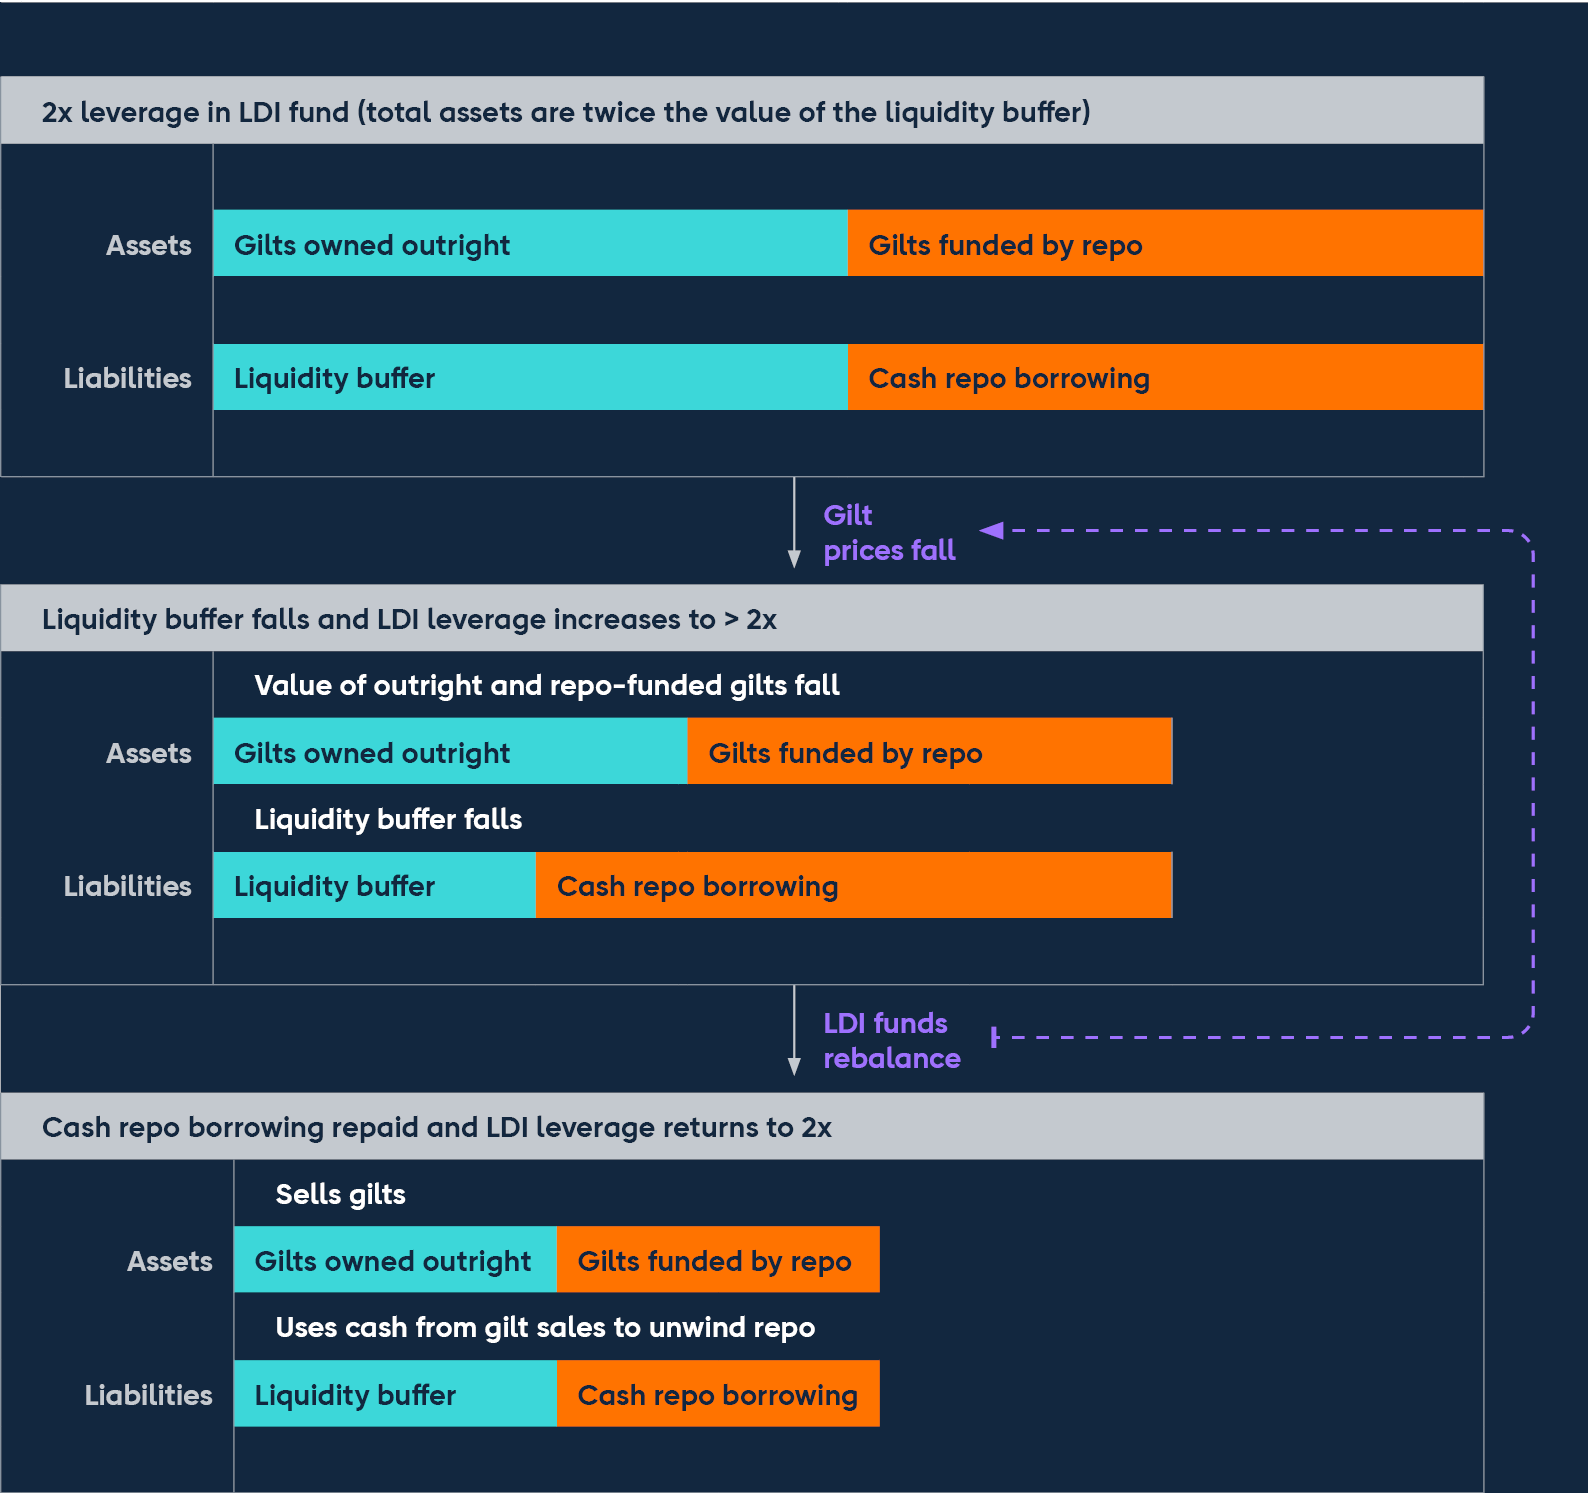 2x leverage in LDI fund (total assets are twice the value of the liquidity buffer)
Assets
Gilts owned outright
Gilts funded by repo
Liabilities
Liquidity buffer
Cash repo borrowing
Gilt
prices fall
Liquidity buffer falls and LDI leverage increases to > 2x
Value of outright and repo-funded gilts fall
Assets
Gilts owned outright
Gilts funded by repo
Liquidity buffer falls
Liabilities
Liquidity buffer
Cash repo borrowing
LDI funds
rebalance
Cash repo borrowing repaid and LDI leverage returns to 2x
Sells gilts
Assets
Gilts owned outright
Gilts funded by repo
Uses cash from gilt sales to unwind repo
Liabilities
Liquidity buffer
Cash repo borrowing